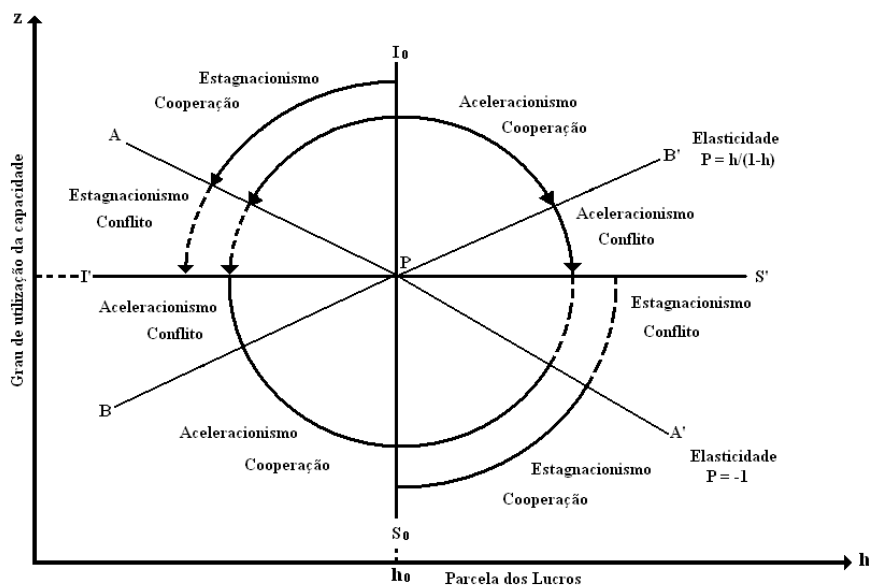 z
I₀
Estagnacionismo
Cooperação
Aceleracionismo
Cooperação
A
B'
Elasticidade
P = h/(1-h)
Estagnacionismo
Conflito
Aceleracionismo
Conflito
Grau de utilização da capacidade
P
I'
S'
Aceleracionismo
Conflito
Estagnacionismo
Conflito
B
A'
Aceleracionismo
Cooperação
Elasticidade
P = -1
Estagnacionismo
Cooperação
S₀
h
h₀
Parcela dos Lucros